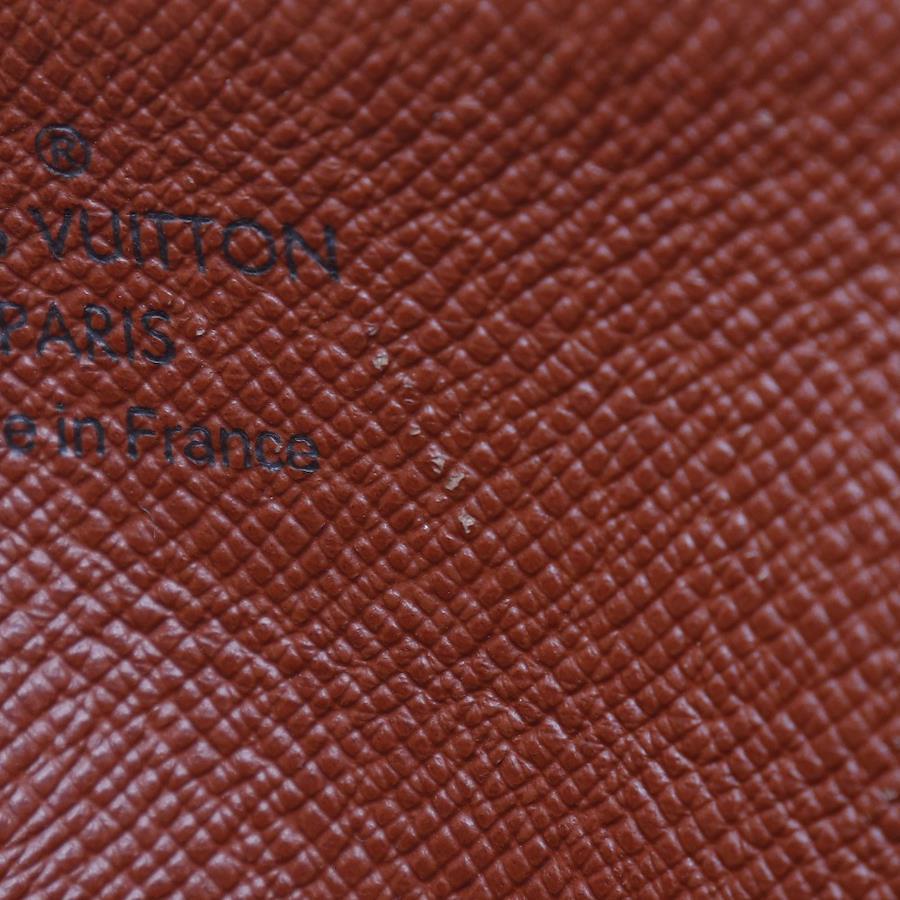 ®
S VUITTON
PARIS
e in France